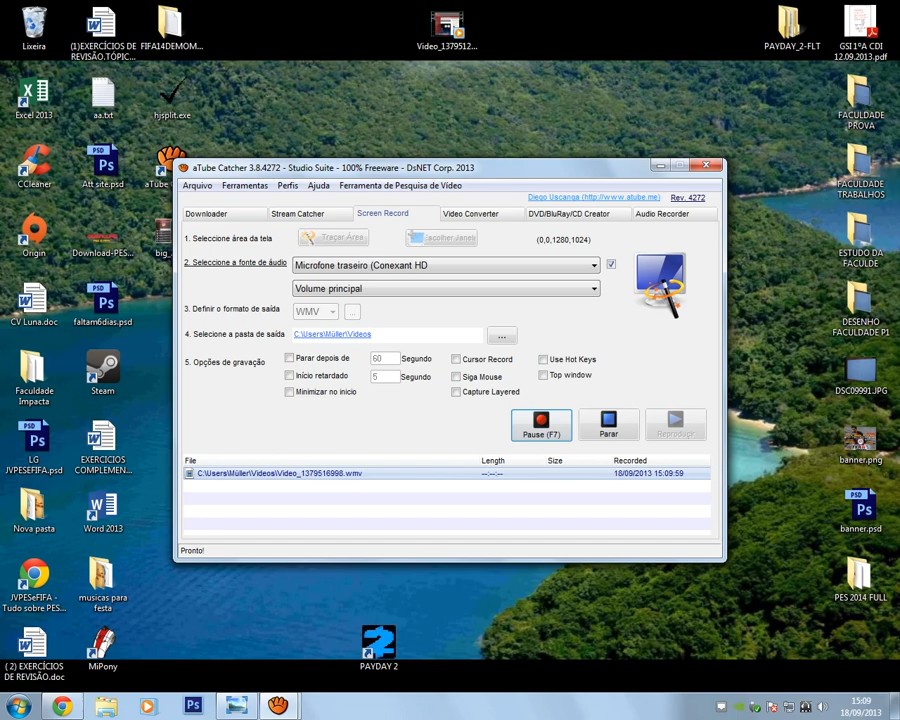 Lixeira
(1)EXERCÍCIOS DE
REVISÃO.TÓPIC...
FIFA14DEMOM...
Video_1379512...
PAYDAY_2-FLT
GSI 1ºA CDI
12.09.2013.pdf
Excel 2013
aa.txt
hjsplit.exe
FACULDADE
PROVA
CCleaner
PSD
Att site.psd
aTube C
FACULDADE
TRABALHOS
Origin
Download-PES...
big_
ESTUDO DA
FACULDE
CV Luna.doc
PSD
faltam6dias.psd
DESENHO
FACULDADE P1
Faculdade
Impacta
Steam
DSC09991.JPG
PSD
LG
JVPESEFIFA.psd
EXERCICIOS
COMPLEMEN...
banner.png
Nova pasta
Word 2013
PSD
banner.psd
JVPESeFIFA -
Tudo sobre PES...
musicas para
festa
PES 2014 FULL
( 2) EXERCÍCIOS
DE REVISÃO.doc
MiPony
PAYDAY 2
aTube Catcher 3.8.4272 - Studio Suite - 100% Freeware - DsNET Corp. 2013
Arquivo Ferramentas Perfis Ajuda Ferramenta de Pesquisa de Vídeo
Diego Uscanga (http://www.atube.me) Rev. 4272
Downloader Stream Catcher Screen Record Video Converter DVD/BluRay/CD Creator Audio Recorder
1. Seleccione área da tela Traçar Área Escolher Janela (0,0,1280,1024)
2. Seleccione a fonte de áudio Microfone traseiro (Conexant HD
Volume principal
3. Definir o formato de saída WMV ...
4. Selecione a pasta de saída C:\Users\Müller\Videos ...
5. Opções de gravação Parar depois de 60 Segundo Cursor Record Use Hot Keys
Início retardado 5 Segundo Siga Mouse Top window
Minimizar no inicio Capture Layered
Pause (F7) Parar Reproduzir
File Length Size Recorded
C:\Users\Müller\Videos\Video_1379516998.wmv --:--:-- 18/09/2013 15:09:59
Pronto!
Ps
15:09
18/09/2013